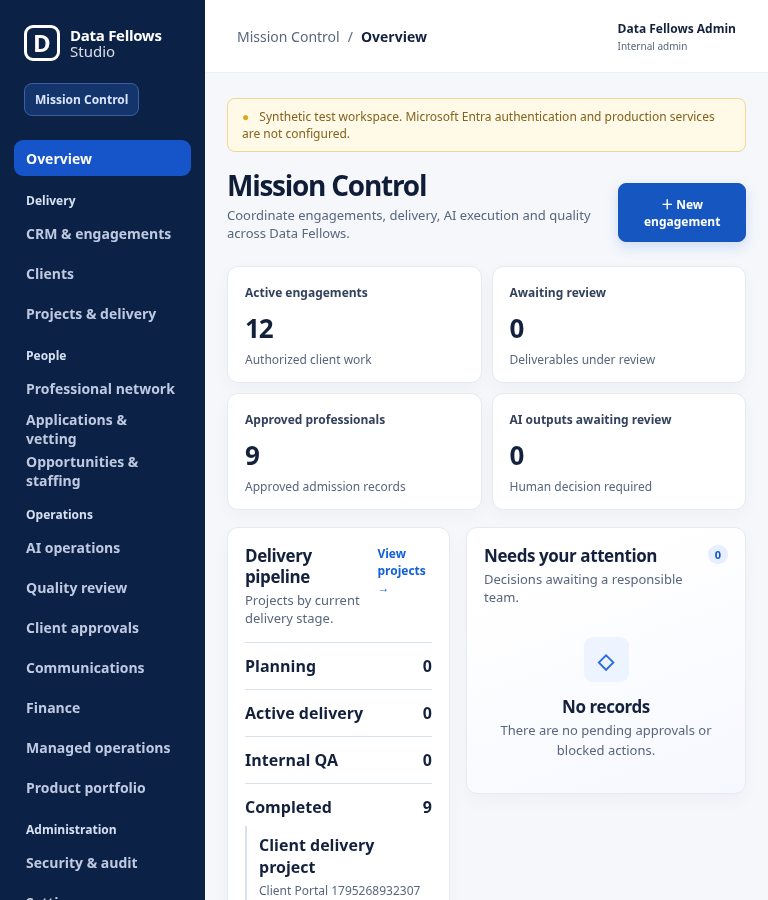 D
Data Fellows
Studio
Mission Control
Overview
Delivery
CRM & engagements
Clients
Projects & delivery
People
Professional network
Applications &
vetting
Opportunities &
staffing
Operations
AI operations
Quality review
Client approvals
Communications
Finance
Managed operations
Product portfolio
Administration
Security & audit
Mission Control / Overview
Data Fellows Admin
Internal admin
Synthetic test workspace. Microsoft Entra authentication and production services
are not configured.
Mission Control
Coordinate engagements, delivery, AI execution and quality
across Data Fellows.
+ New
engagement
Active engagements
12
Authorized client work
Awaiting review
0
Deliverables under review
Approved professionals
9
Approved admission records
AI outputs awaiting review
0
Human decision required
Delivery
pipeline
Projects by current
delivery stage.
View
projects
→
Planning 0
Active delivery 0
Internal QA 0
Completed 9
Client delivery
project
Client Portal 1795268932307
Needs your attention
0
Decisions awaiting a responsible
team.
No records
There are no pending approvals or
blocked actions.